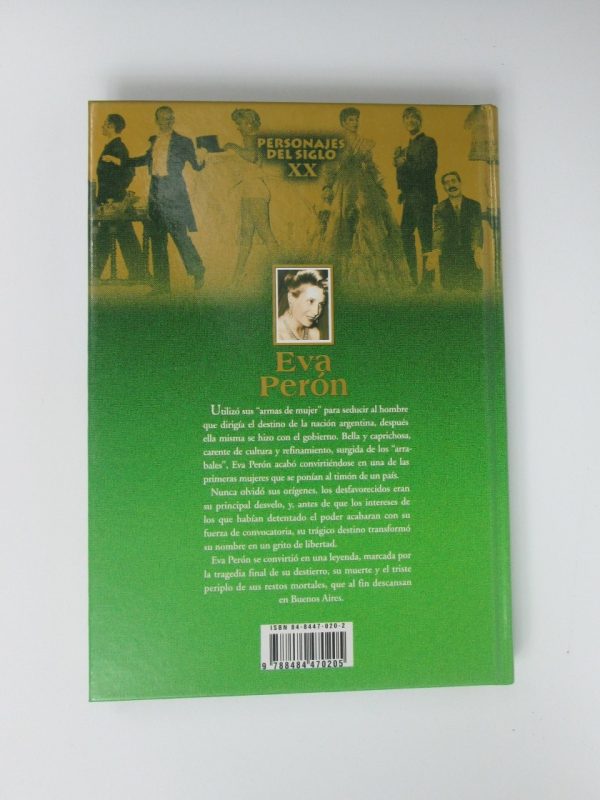 PERSONAJES
DEL SIGLO
XX
Eva
Perón
Utilizó sus "armas de mujer" para seducir al hombre
que dirigía el destino de la nación argentina, después
ella misma se hizo con el gobierno. Bella y caprichosa,
carente de cultura y refinamiento, surgida de los "arra-
bales", Eva Perón acabó convirtiéndose en una de las
primeras mujeres que se ponían al timón de un país.
Nunca olvidó sus orígenes, los desfavorecidos eran
su principal desvelo, y, antes de que los intereses de
los que habían detentado el poder acabaran con su
fuerza de convocatoria, su trágico destino transformó
su nombre en un grito de libertad.
Eva Perón se convirtió en una leyenda, marcada por
la tragedia final de su destierro, su muerte y el triste
periplo de sus restos mortales, que al fin descansan
en Buenos Aires.
ISBN 84-8447-020-2
9 788484 470205